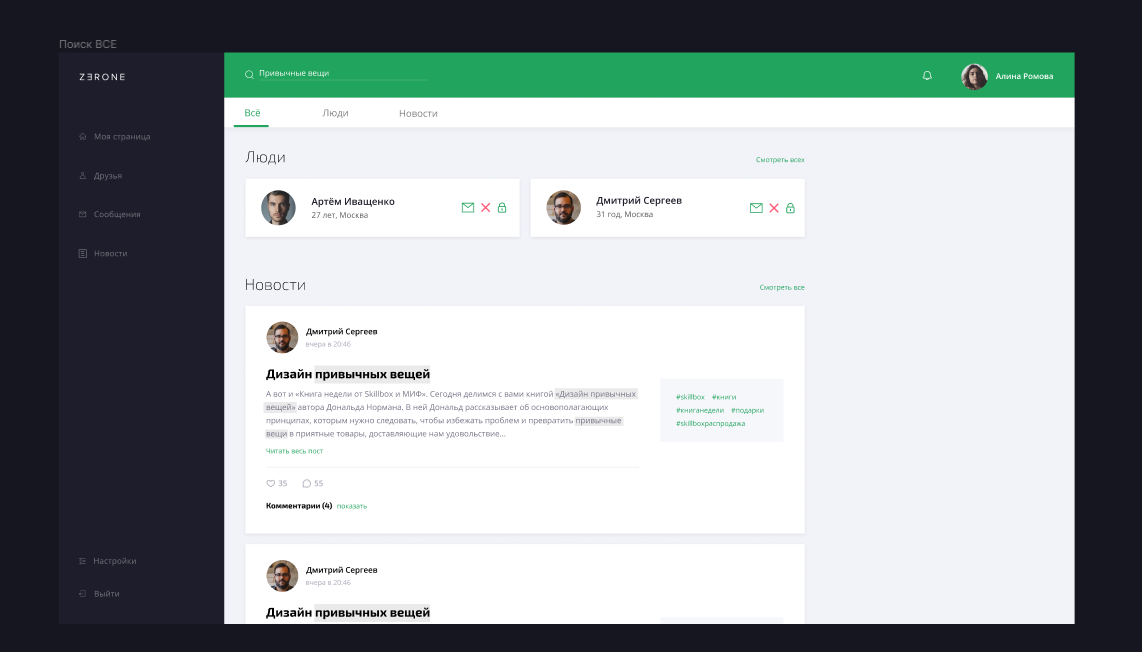 Поиск ВСЕ
ZƎRONE
Привычные вещи
Алина Ромова
Всё
Люди
Новости
Моя страница
Друзья
Сообщения
Новости
Настройки
Выйти
Люди
Смотреть всех
Артём Иващенко
27 лет, Москва
Дмитрий Сергеев
31 год, Москва
Новости
Смотреть все
Дмитрий Сергеев
вчера в 20:46
Дизайн привычных вещей
А вот и «Книга недели от Skillbox и МИФ». Сегодня делимся с вами книгой «Дизайн привычных
вещей» автора Дональда Нормана. В ней Дональд рассказывает об основополагающих
принципах, которым нужно следовать, чтобы избежать проблем и превратить привычные
вещи в приятные товары, доставляющие нам удовольствие...
Читать весь пост
#skillbox #книги
#книганедели #подарки
#skillboxраспродажа
35 55
Комментарии (4) показать
Дмитрий Сергеев
вчера в 20:46
Дизайн привычных вещей